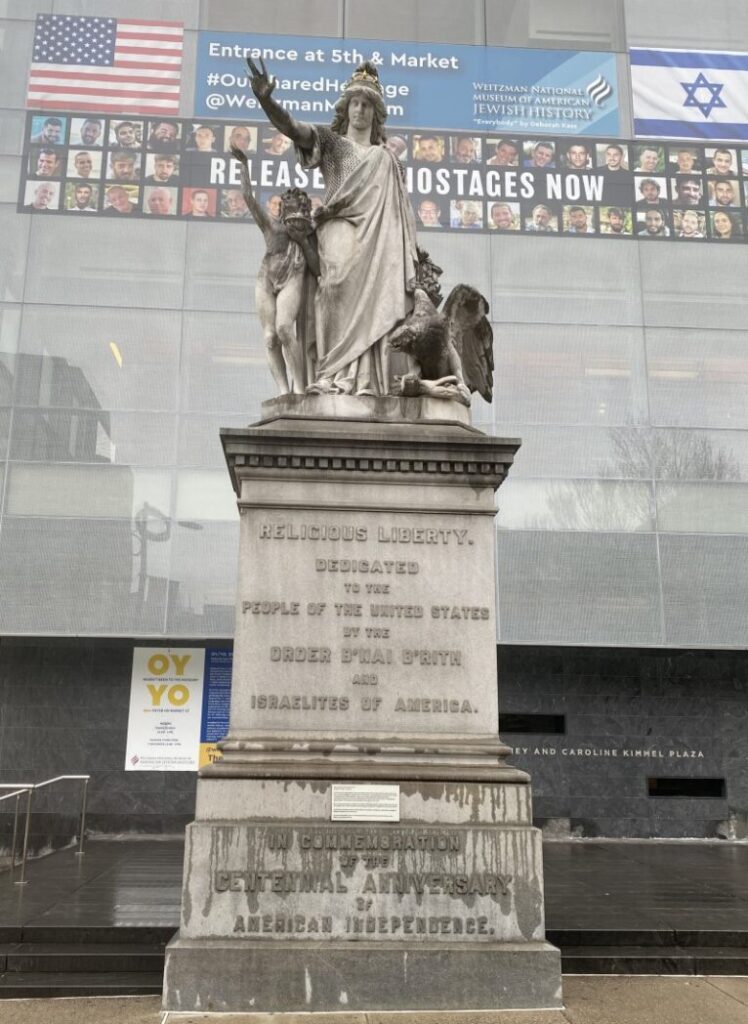 Entrance at 5th & Market
#OurSharedHeritage
@WeitzmanM
WEITZMAN NATIONAL
MUSEUM OF AMERICAN
JEWISH HISTORY
"Everybody" by Deborah Kass
RELEASE HOSTAGES NOW
RELIGIOUS LIBERTY.
DEDICATED
TO THE
PEOPLE OF THE UNITED STATES
BY THE
ORDER B'NAI B'RITH
AND
ISRAELITES OF AMERICA.
OY
YO
EY AND CAROLINE KIMMEL PLAZA
IN COMMEMORATION
OF THE
CENTENNIAL ANNIVERSARY
OF
AMERICAN INDEPENDENCE.